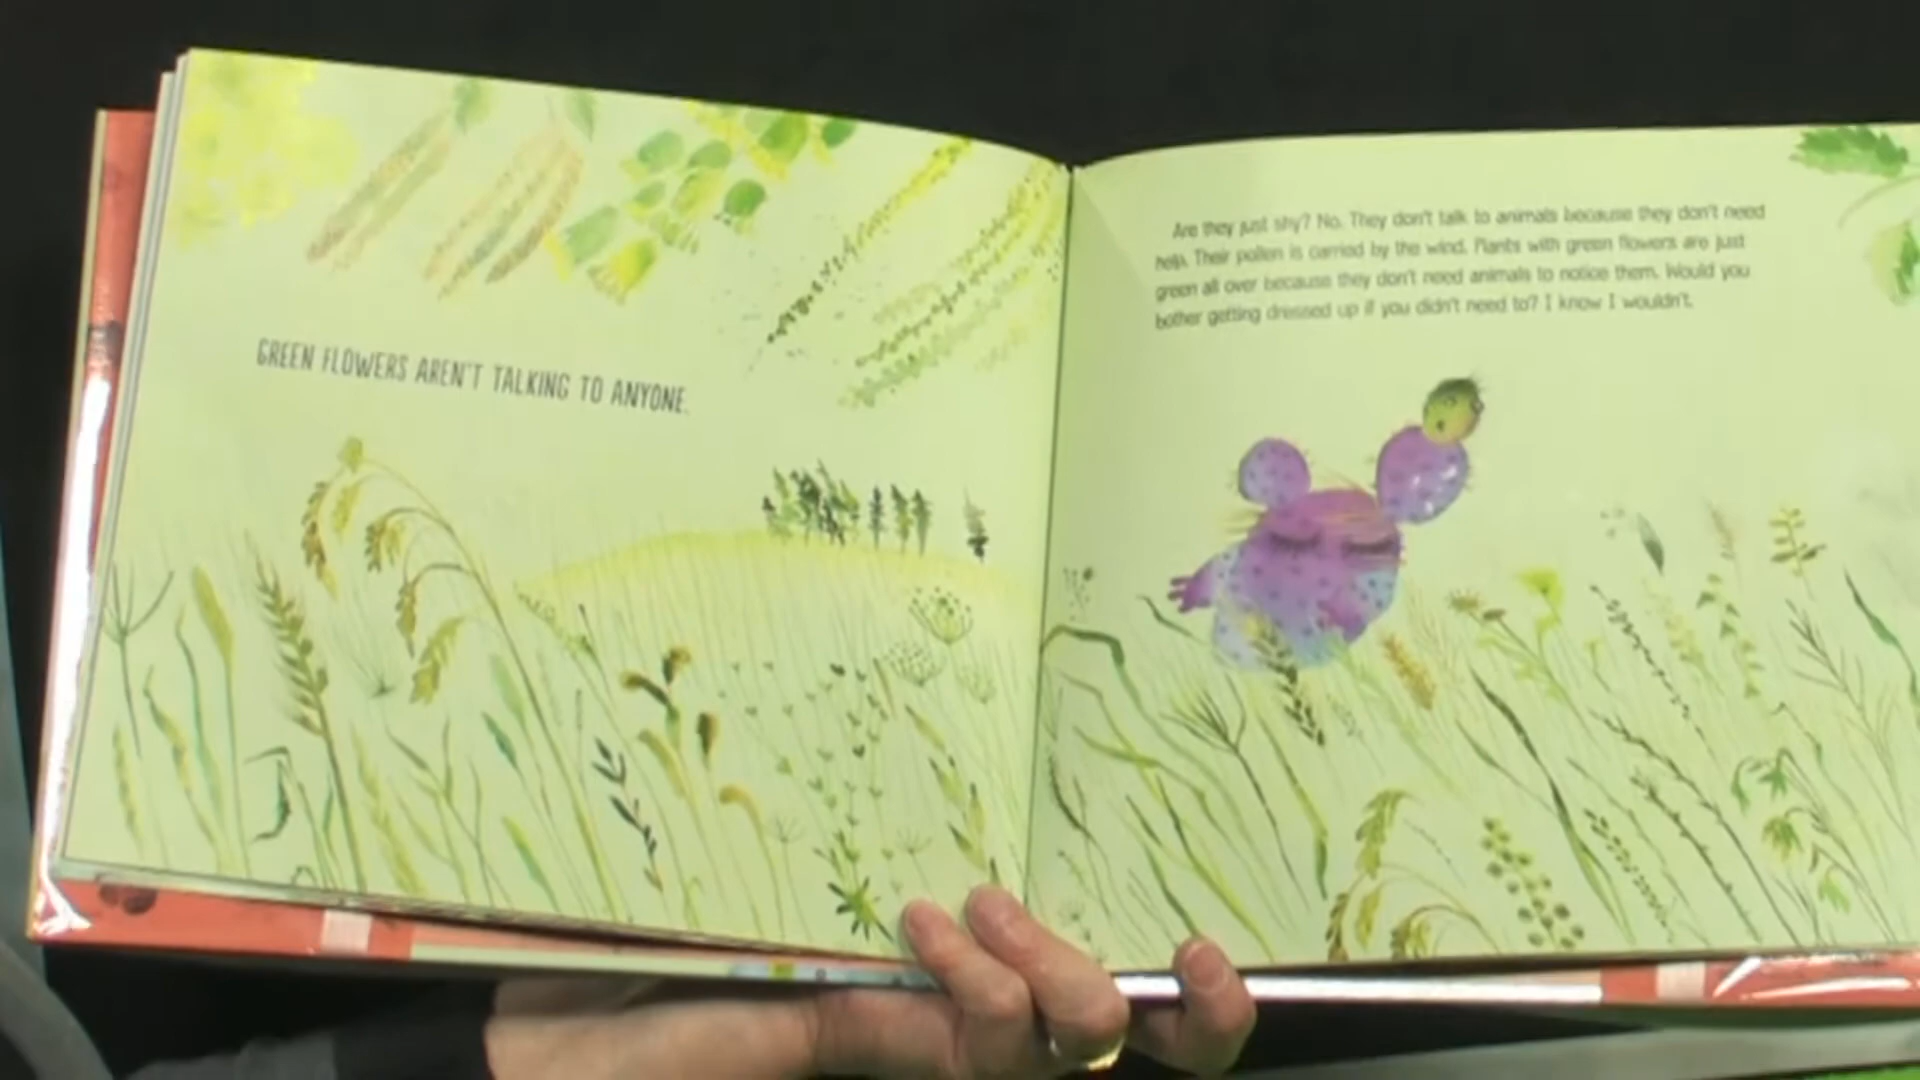 GREEN FLOWERS AREN'T TALKING TO ANYONE.
Are they just shy? No. They don't talk to animals because they don't need
help. Their pollen is carried by the wind. Plants with green flowers are just
green all over because they don't need animals to notice them. Would you
bother getting dressed up if you didn't need to? I know I wouldn't.